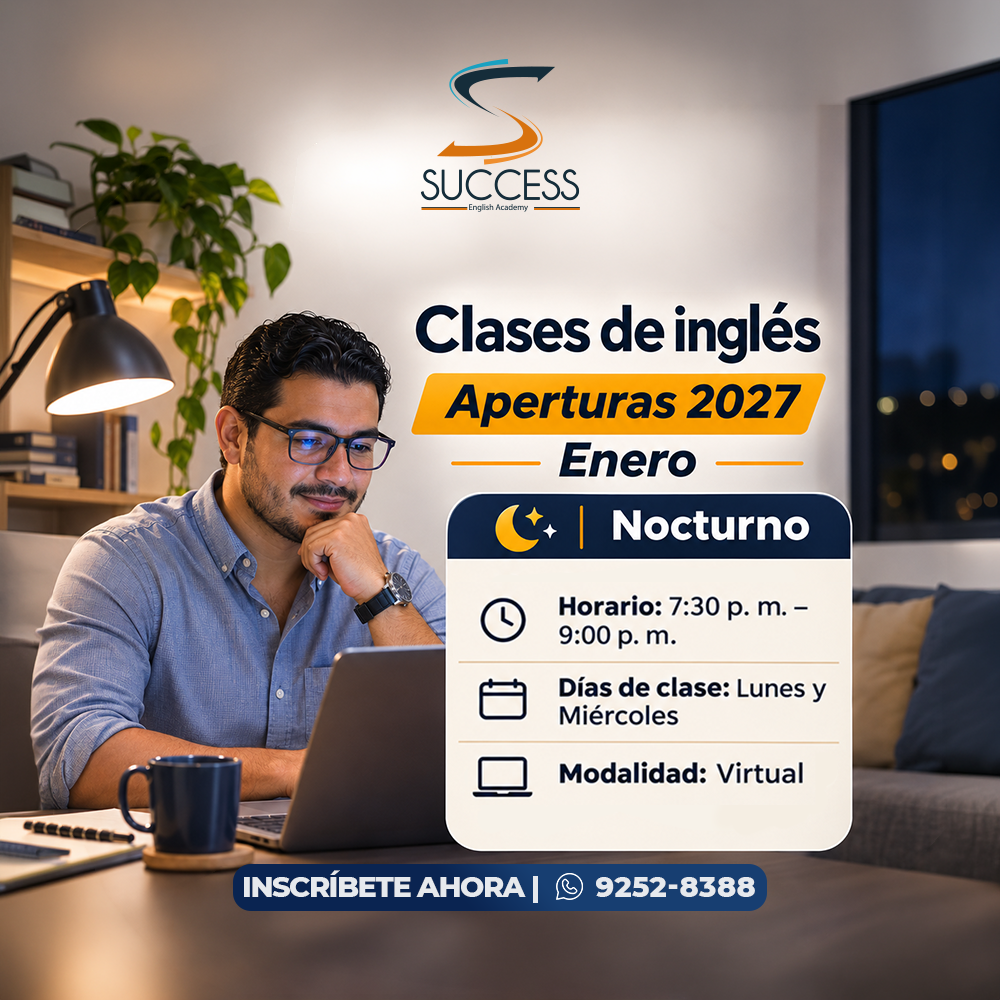 SUCCESS
English Academy
Clases de inglés
Aperturas 2027
Enero
Nocturno
Horario: 7:30 p. m. –
9:00 p. m.
Días de clase: Lunes y
Miércoles
Modalidad: Virtual
INSCRÍBETE AHORA | 9252-8388